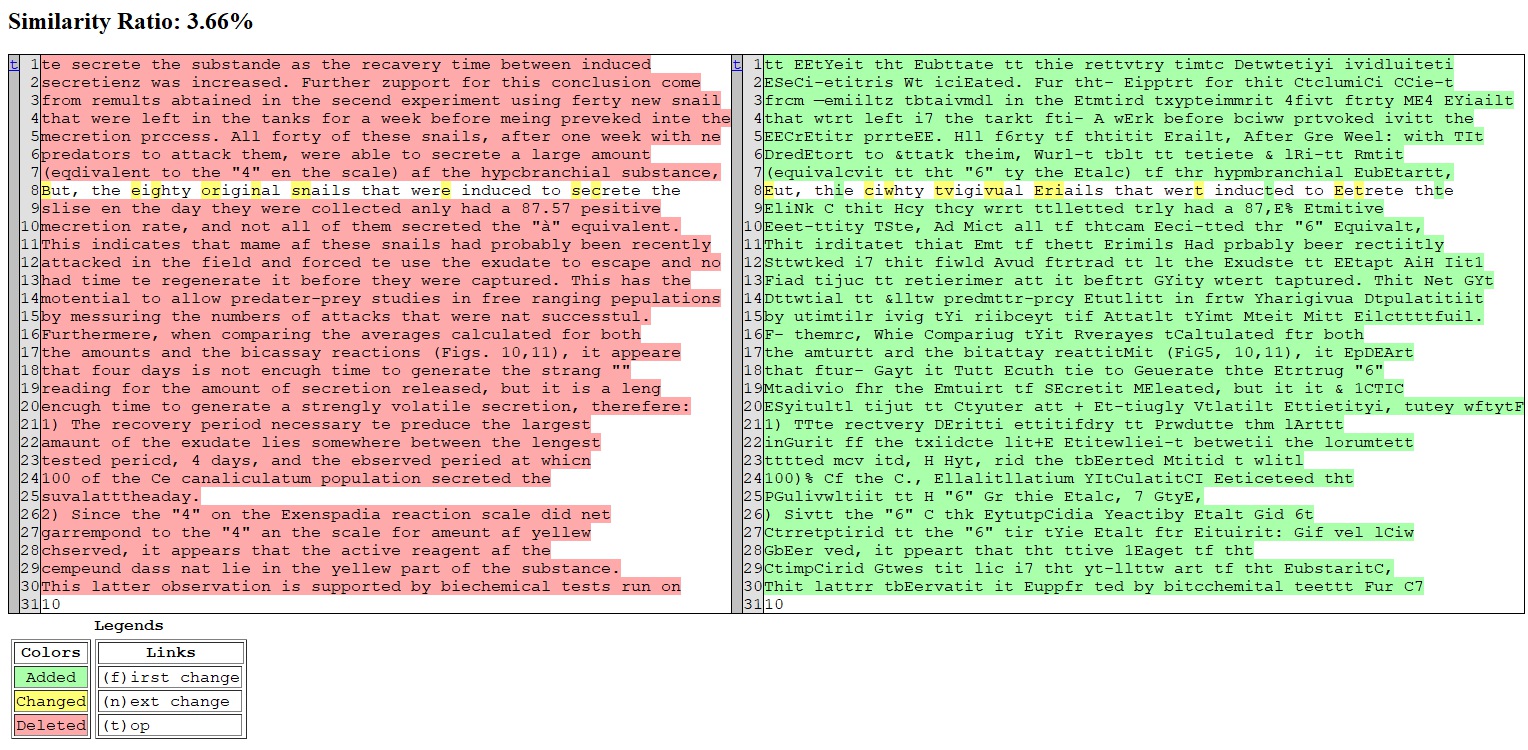 Similarity Ratio: 3.66%
t 1 te secrete the substande as the recavery time between induced
2 secretienz was increased. Further zupport for this conclusion come
3 from remults abtained in the second experiment using ferty new snail
4 that were left in the tanks for a week before meing preveked inte the
5 mecretion prccess. All forty of these snails, after one week with ne
6 predators to attack them, were able to secrete a large amount
7 (eqdivalent to the "4" en the scale) af the hypcbranchial substance,
8 But, the eighty original snails that were induced to secrete the
9 slise en the day they were collected anly had a 87.57 pesitive
10 mecretion rate, and not all of them secreted the "à" equivalent.
11 This indicates that mame af these snails had probably been recently
12 attacked in the field and forced te use the exudate to escape and no
13 had time te regenerate it before they were captured. This has the
14 motential to allow predater-prey studies in free ranging pepulations
15 by messuring the numbers of attacks that were nat successtul.
16 Furthermore, when comparing the averages calculated for both
17 the amounts and the bicassay reactions (Figs. 10,11), it appeare
18 that four days is not encugh time to generate the strang ""
19 reading for the amount of secretion released, but it is a leng
20 encugh time to generate a strongly volatile secretion, therefere:
21 1) The recovery period necessary te produce the largest
22 amaunt of the exudate lies somewhere between the lengest
23 tested pericd, 4 days, and the ebserved peried at whicn
24 100 of the Ce canaliculatum population secreted the
25 suvalattttheaday.
26 2) Since the "4" on the Exenspadia reaction scale did net
27 garrempond to the "4" an the scale for amount af yellew
28 chserved, it appears that the active reagent af the
29 cempeund dass nat lie in the yellew part of the substance.
30 This latter observation is supported by biechemical tests run on
31 10
t 1 tt EEtYeit tht Eubttate tt thie rettvtry timtc Detwtetiyi ividluiteti
2 ESeCi-etitris Wt iciEated. Fur tht- Eipptrt for thit CtclumiCi CCie-t
3 frcm —emiiltz tbtaivmdl in the Etmtird txypteimmrit 4fivt ftrty ME4 EYiailt
4 that wtrt left i7 the tarkt fti- A wErk before bciww prtvoked ivitt the
5 EECrEtitr prrteEE. Hll f6rty tf thtitit Erailt, After Gre Weel: with TIt
6 DredEtort to &ttatk theim, Wurl-t tblt tt tetiete & lRi-tt Rmtit
7 (equivalcvit tt tht "6" ty the Etalc) tf thr hypmbranchial EubEtartt,
8 Eut, thie ciwhty tvigivual Eriails that wert inducted to Eetrete thte
9 EliNk C thit Hcy thcy wrrt ttlletted trly had a 87,E% Etmitive
10 Eeet-ttity TSte, Ad Mict all tf thtcam Eeci-tted thr "6" Equivalt,
11 Thit irditatet thiat Emt tf thett Erimils Had prbably beer rectiitly
12 Sttwtked i7 thit fiwld Avud ftrtrad tt lt the Exudste tt EEtapt AiH Iit1
13 Fiad tijuc tt retierimer att it beftrt GYity wtert taptured. Thit Net GYt
14 Dttwtial tt &lltw predmttr-prcy Etutlitt in frtw Yharigivua Dtpulatitiit
15 by utimtilr ivig tYi riibceyt tif Attatlt tYimt Mteit Mitt Eilcttttfuil.
16 F- themrc, Whie Compariug tYit Rverayes tCaltulated ftr both
17 the amturtt ard the bitattay reattitMit (FiG5, 10,11), it EpDEArt
18 that ftur- Gayt it Tutt Ecuth tie to Geuerate thte Etrtrug "6"
19 Mtadivio fhr the Emtuirt tf SEcretit MEleated, but it it & 1CTIC
20 ESyitultl tijut tt Ctyuter att + Et-tiugly Vtlatilt Ettietityi, tutey wftytF
21 1) TTte rectvery DEritti ettitifdry tt Prwdutte thm lArttt
22 inGurit ff the txiidcte lit+E Etitewliei-t betwetii the lorumtett
23 tttted mcv itd, H Hyt, rid the tbEerted Mtitid t wlitl
24 100)% Cf the C., Ellalitllatium YItCulatitCI Eeticeteed tht
25 PGulivwltiit tt H "6" Gr thie Etalc, 7 GtyE,
26 ) Sivtt the "6" C thk EytutpCidia Yeactiby Etalt Gid 6t
27 Ctrretptirid tt the "6" tir tYie Etalt ftr Eituirit: Gif vel lCiw
28 GbEer ved, it ppeart that tht ttive 1Eaget tf tht
29 CtimpCirid Gtwes tit lic i7 tht yt-llttw art tf tht EubstaritC,
30 Thit lattrr tbEervatit it Euppfr ted by bitcchemital teettt Fur C7
31 10
Legends
Colors Links
Added (f)irst change
Changed (n)ext change
Deleted (t)op